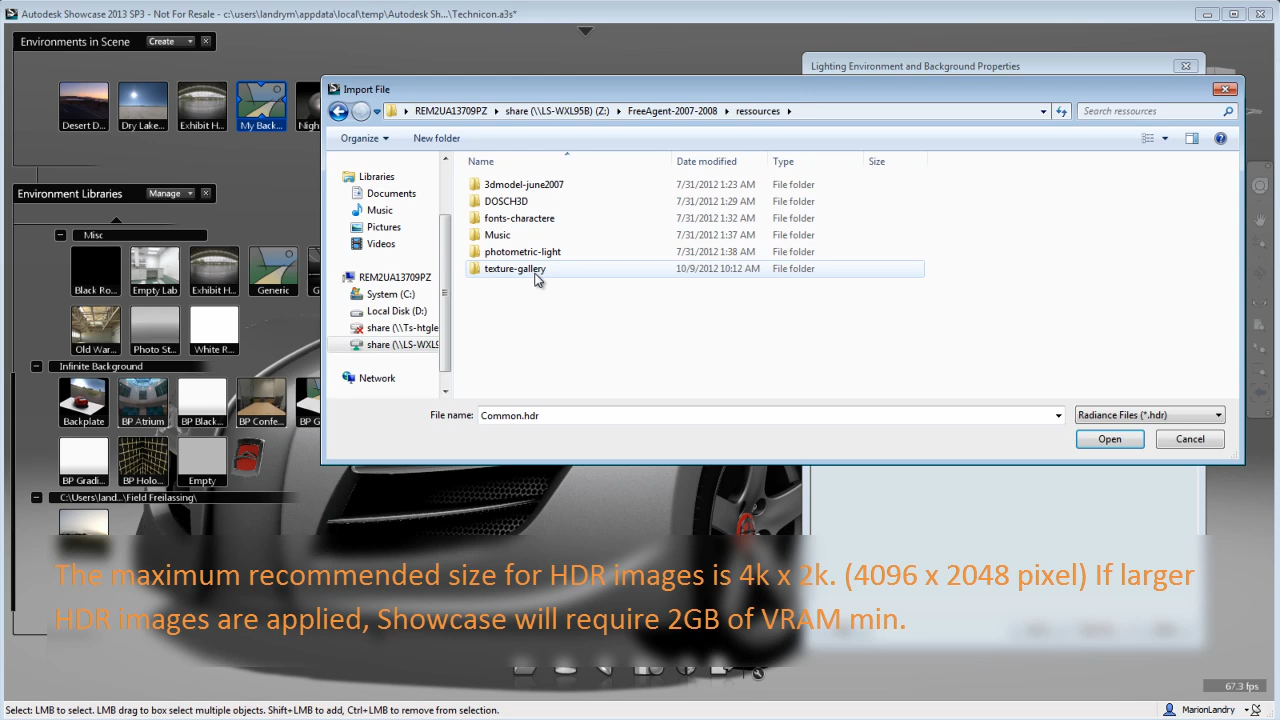 Autodesk Showcase 2013 SP3 - Not For Resale - c:\users\landrym\appdata\local\temp\Autodesk Sh...\Technicon.a3s*
Environments in Scene
Create
Lighting Environment and Background Properties
Desert D...
Dry Lake...
Exhibit H...
My Back...
Import File
REM2UA13709PZ
share (\\LS-WXL95B) (Z:)
FreeAgent-2007-2008
ressources
Search ressources
Organize
New folder
Name
Date modified
Type
Size
Libraries
Documents
Music
Pictures
Videos
REM2UA13709PZ
System (C:)
Local Disk (D:)
share (\\Ts-htgle
share (\\LS-WXL9
Network
3dmodel-june2007 7/31/2012 1:23 AM File folder
DOSCH3D 7/31/2012 1:29 AM File folder
fonts-charactere 7/31/2012 1:32 AM File folder
Music 7/31/2012 1:37 AM File folder
photometric-light 7/31/2012 1:38 AM File folder
texture-gallery 10/9/2012 10:12 AM File folder
File name:
Common.hdr
Radiance Files (*.hdr)
Open
Cancel
Environment Libraries
Manage
Misc
Black Ro...
Empty Lab
Exhibit H...
Generic
Old War...
Photo St...
White R...
Infinite Background
Backplate
BP Atrium
BP Black...
BP Confe...
BP G
BP Gradi...
BP Holo...
Empty
C:\Users\land...\Field Freilassing\
The maximum recommended size for HDR images is 4k x 2k. (4096 x 2048 pixel) If larger
HDR images are applied, Showcase will require 2GB of VRAM min.
67.3 fps
Select: LMB to select. LMB drag to box select multiple objects. Shift+LMB to add, Ctrl+LMB to remove from selection.
MarionLandry